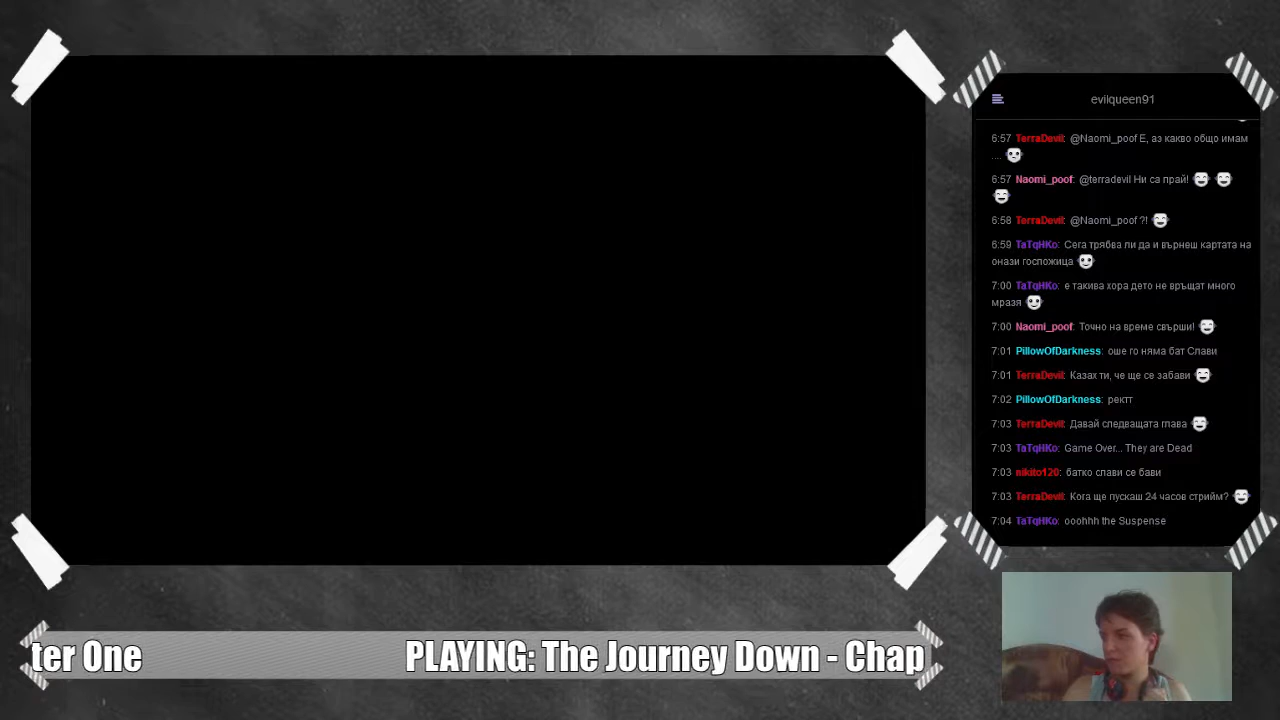 evilqueen91
6:57 TerraDevil: @Naomi_poof Е, аз какво общо имам
....
6:57 Naomi_poof: @terradevil Ни са прай!
6:58 TerraDevil: @Naomi_poof ?!
6:59 TaTqHKo: Сега трябва ли да и върнеш картата на
онази госпожица
7:00 TaTqHKo: е такива хора дето не връщат много
мразя
7:00 Naomi_poof: Точно на време свърши!
7:01 PillowOfDarkness: оше го няма бат Слави
7:01 TerraDevil: Казах ти, че ще се забави
7:02 PillowOfDarkness: ректт
7:03 TerraDevil: Давай следващата глава
7:03 TaTqHKo: Game Over... They are Dead
7:03 nikito120: батко слави се бави
7:03 TerraDevil: Кога ще пускаш 24 часов стрийм?
7:04 TaTqHKo: ooohhh the Suspense
ter One PLAYING: The Journey Down - Chap